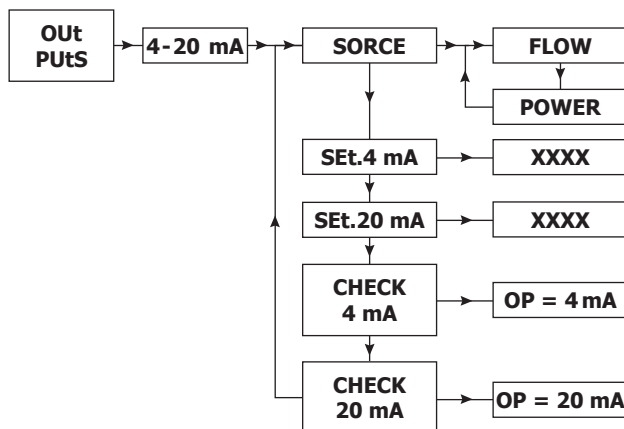 OUt
PUtS
4-20 mA
SORCE
FLOW
POWER
SEt.4 mA
XXXX
SEt.20 mA
XXXX
CHECK
4 mA
OP = 4 mA
CHECK
20 mA
OP = 20 mA